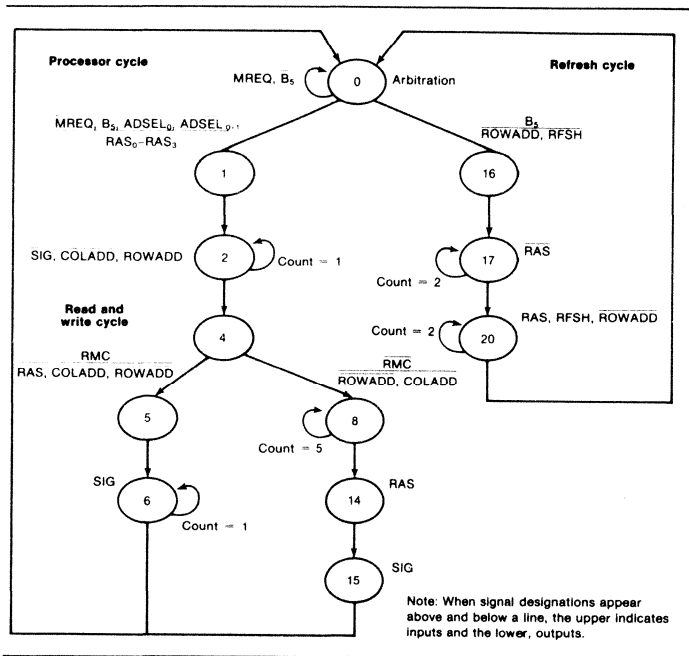 Processor cycle
Refresh cycle
MREQ, B5
0
Arbitration
MREQ, B5, ADSEL0, ADSEL0-1
RAS0–RAS3
B5
ROWADD, RFSH
1
16
SIG, COLADD, ROWADD
2
Count = 1
17
RAS
Count = 2
Read and
write cycle
4
Count = 2
20
RAS, RFSH, ROWADD
RMC
RAS, COLADD, ROWADD
RMC
ROWADD, COLADD
5
8
Count = 5
SIG
6
Count = 1
14
RAS
15
SIG
Note: When signal designations appear
above and below a line, the upper indicates
inputs and the lower, outputs.